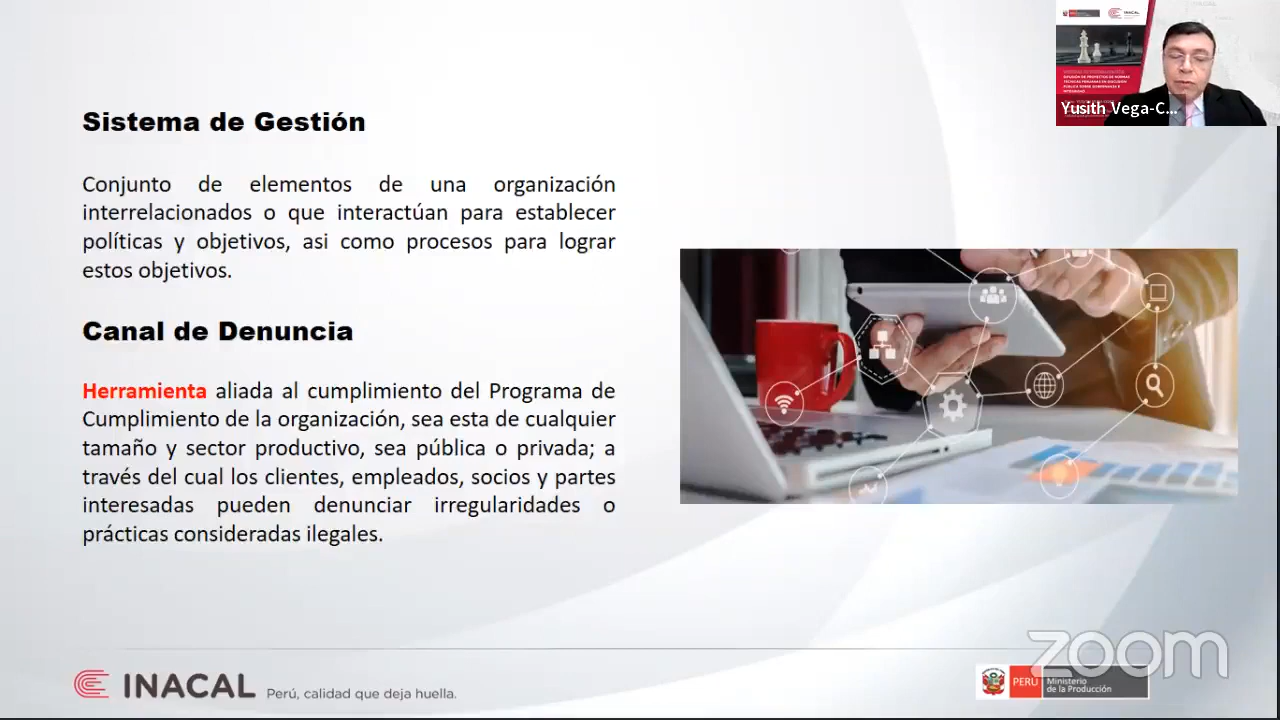 Sistema de Gestión
Conjunto de elementos de una organización
interrelacionados o que interactúan para establecer
políticas y objetivos, asi como procesos para lograr
estos objetivos.
Canal de Denuncia
Herramienta aliada al cumplimiento del Programa de
Cumplimiento de la organización, sea esta de cualquier
tamaño y sector productivo, sea pública o privada; a
través del cual los clientes, empleados, socios y partes
interesadas pueden denunciar irregularidades o
prácticas consideradas ilegales.
Yusith Vega-C...
INACAL Perú, calidad que deja huella.
zoom
PERÚ
Ministerio
de la Producción